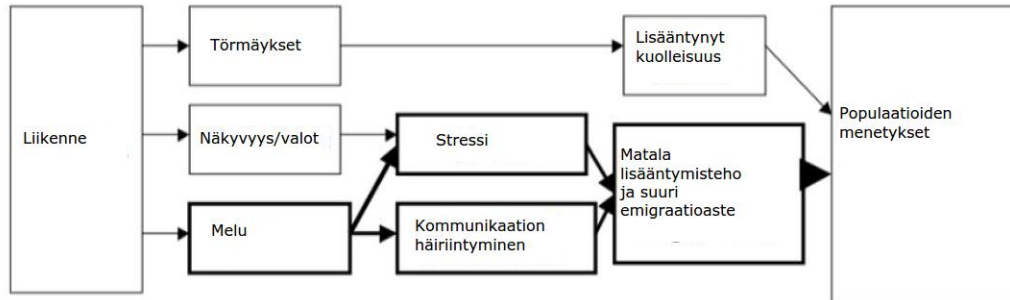 Liikenne
Törmäykset
Lisääntynyt
kuolleisuus
Populaatioiden
menetykset
Näkyvyys/valot
Stressi
Matala
lisääntymisteho
ja suuri
emigraatioaste
Melu
Kommunikaation
häiriintyminen